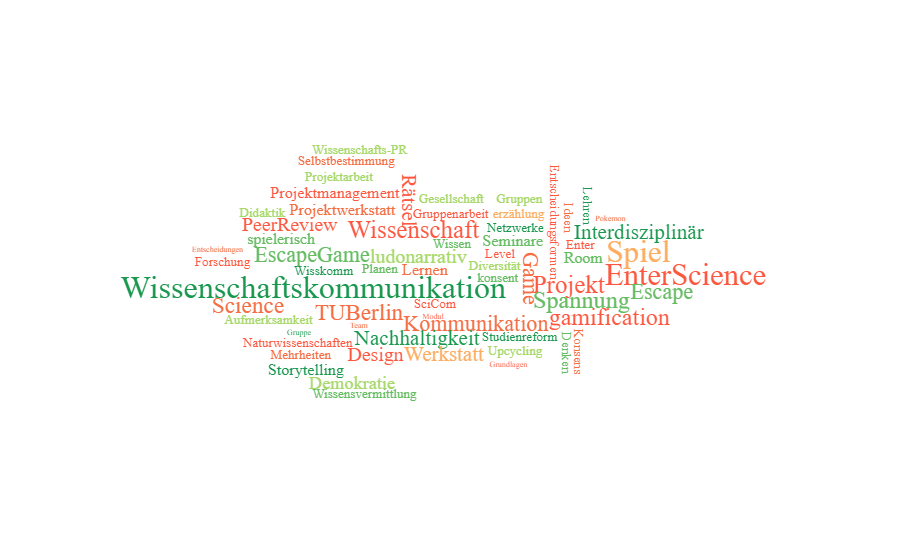 Wissenschafts-PR
Selbstbestimmung
Projektarbeit
Projektmanagement
Rätsel
Gesellschaft
Gruppen
Entscheidungsformen
Lehren
Ideen
Didaktik
Projektwerkstatt
Gruppenarbeit
erzählung
Pokemon
PeerReview
Wissenschaft
Netzwerke
Interdisziplinär
spielerisch
Wissen
Seminare
Enter
Spiel
Entscheidungen
EscapeGame
ludonarrativ
Level
Room
Forschung
Wisskomm
Planen
Lernen
Diversität
Game
konsent
Projekt
EnterScience
Wissenschaftskommunikation
Spannung
Escape
Science
TUBerlin
SciCom
Modul
Aufmerksamkeit
Team
Kommunikation
gamification
Gruppe
Naturwissenschaften
Nachhaltigkeit
Studienreform
Denken
Konsens
Mehrheiten
Design
Werkstatt
Upcycling
Grundlagen
Storytelling
Demokratie
Wissensvermittlung